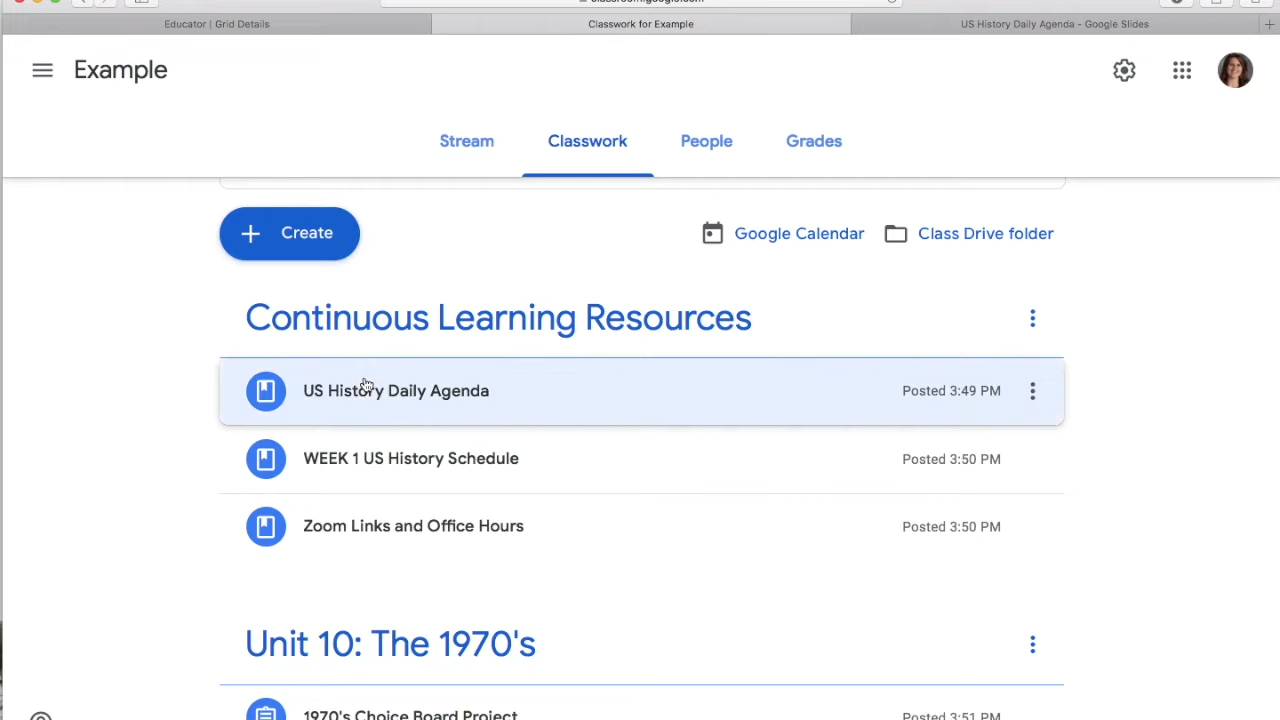 classroom.google.com
Educator | Grid Details
Classwork for Example
US History Daily Agenda - Google Slides
Example
Stream
Classwork
People
Grades
Create
Google Calendar
Class Drive folder
Continuous Learning Resources
US History Daily Agenda
Posted 3:49 PM
WEEK 1 US History Schedule
Posted 3:50 PM
Zoom Links and Office Hours
Posted 3:50 PM
Unit 10: The 1970's
1970's Choice Board Project
Posted 3:51 PM